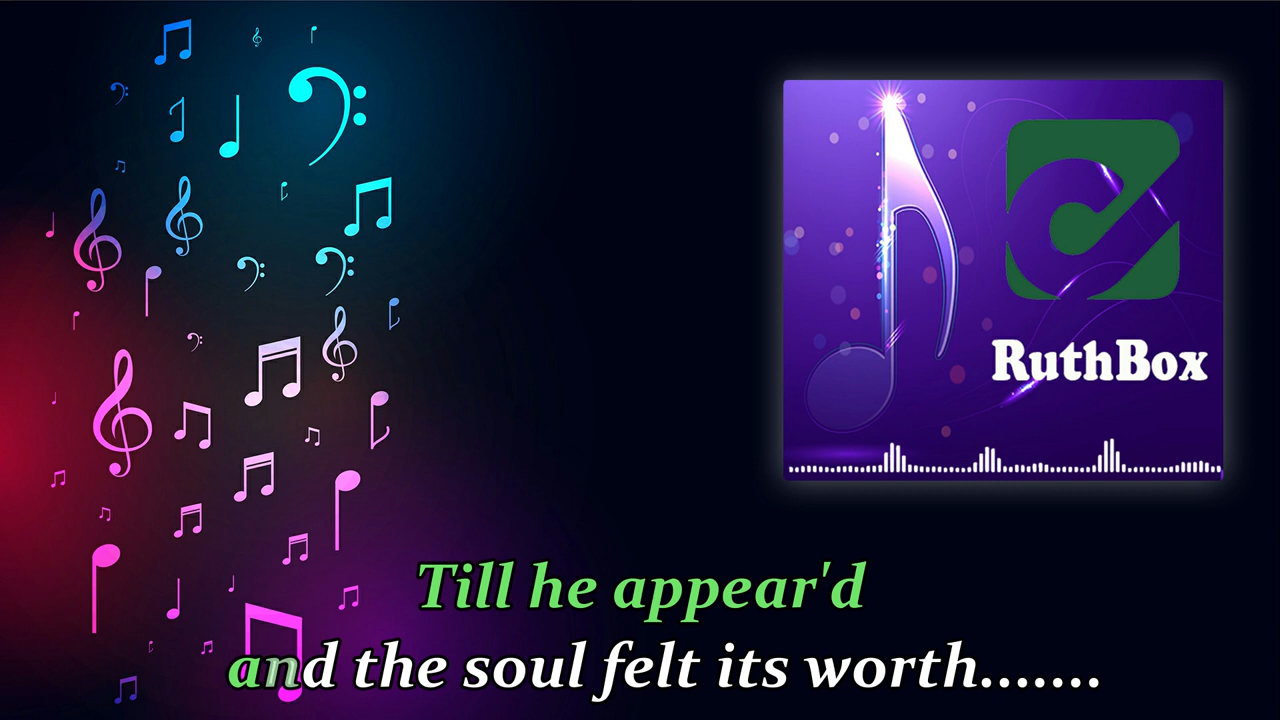 RuthBox
Till he appear'd
and the soul felt its worth.......